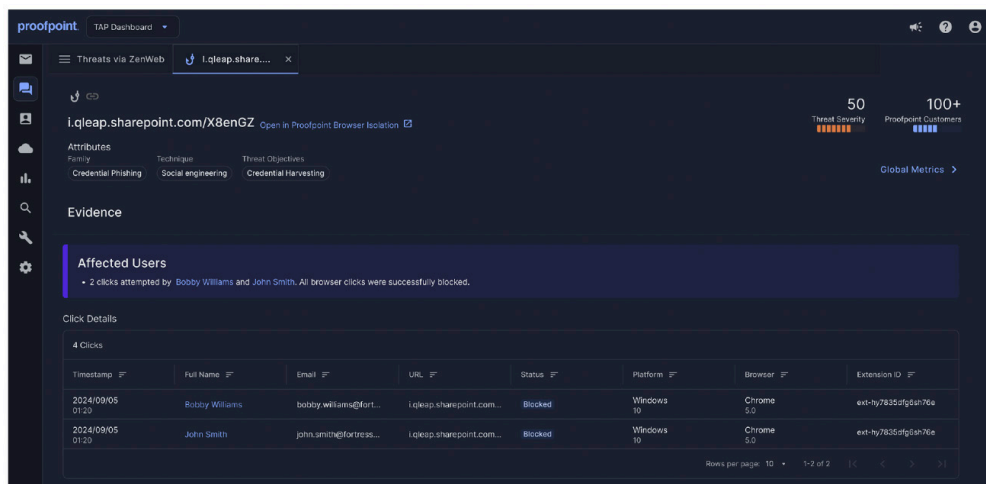 proofpoint. TAP Dashboard
Threats via ZenWeb
i.qleap.share.... ×
i.qleap.sharepoint.com/X8enGZ Open in Proofpoint Browser Isolation
50
Threat Severity
100+
Proofpoint Customers
Attributes
Family Technique Threat Objectives
Credential Phishing Social engineering Credential Harvesting
Global Metrics >
Evidence
Affected Users
• 2 clicks attempted by Bobby Williams and John Smith. All browser clicks were successfully blocked.
Click Details
4 Clicks
Timestamp Full Name Email URL Status Platform Browser Extension ID
2024/09/05 01:20 Bobby Williams bobby.williams@fort... i.qleap.sharepoint.com... Blocked Windows 10 Chrome 5.0 ext-hy7835dfg6sh76e
2024/09/05 01:20 John Smith john.smith@fortress... i.qleap.sharepoint.com... Blocked Windows 10 Chrome 5.0 ext-hy7835dfg6sh76e
Rows per page: 10 1-2 of 2